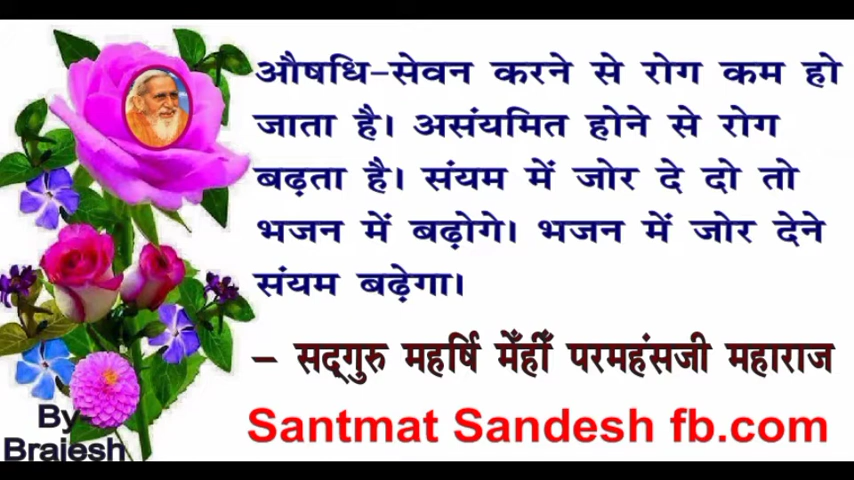 औषधि-सेवन करने से रोग कम हो
जाता है। असंयमित होने से रोग
बढ़ता है। संयम में जोर दे दो तो
भजन में बढ़ोगे। भजन में जोर देने
संयम बढ़ेगा।
– सद्गुरु महर्षि मेँहीँ परमहंसजी महाराज
Santmat Sandesh fb.com
By
Brajesh